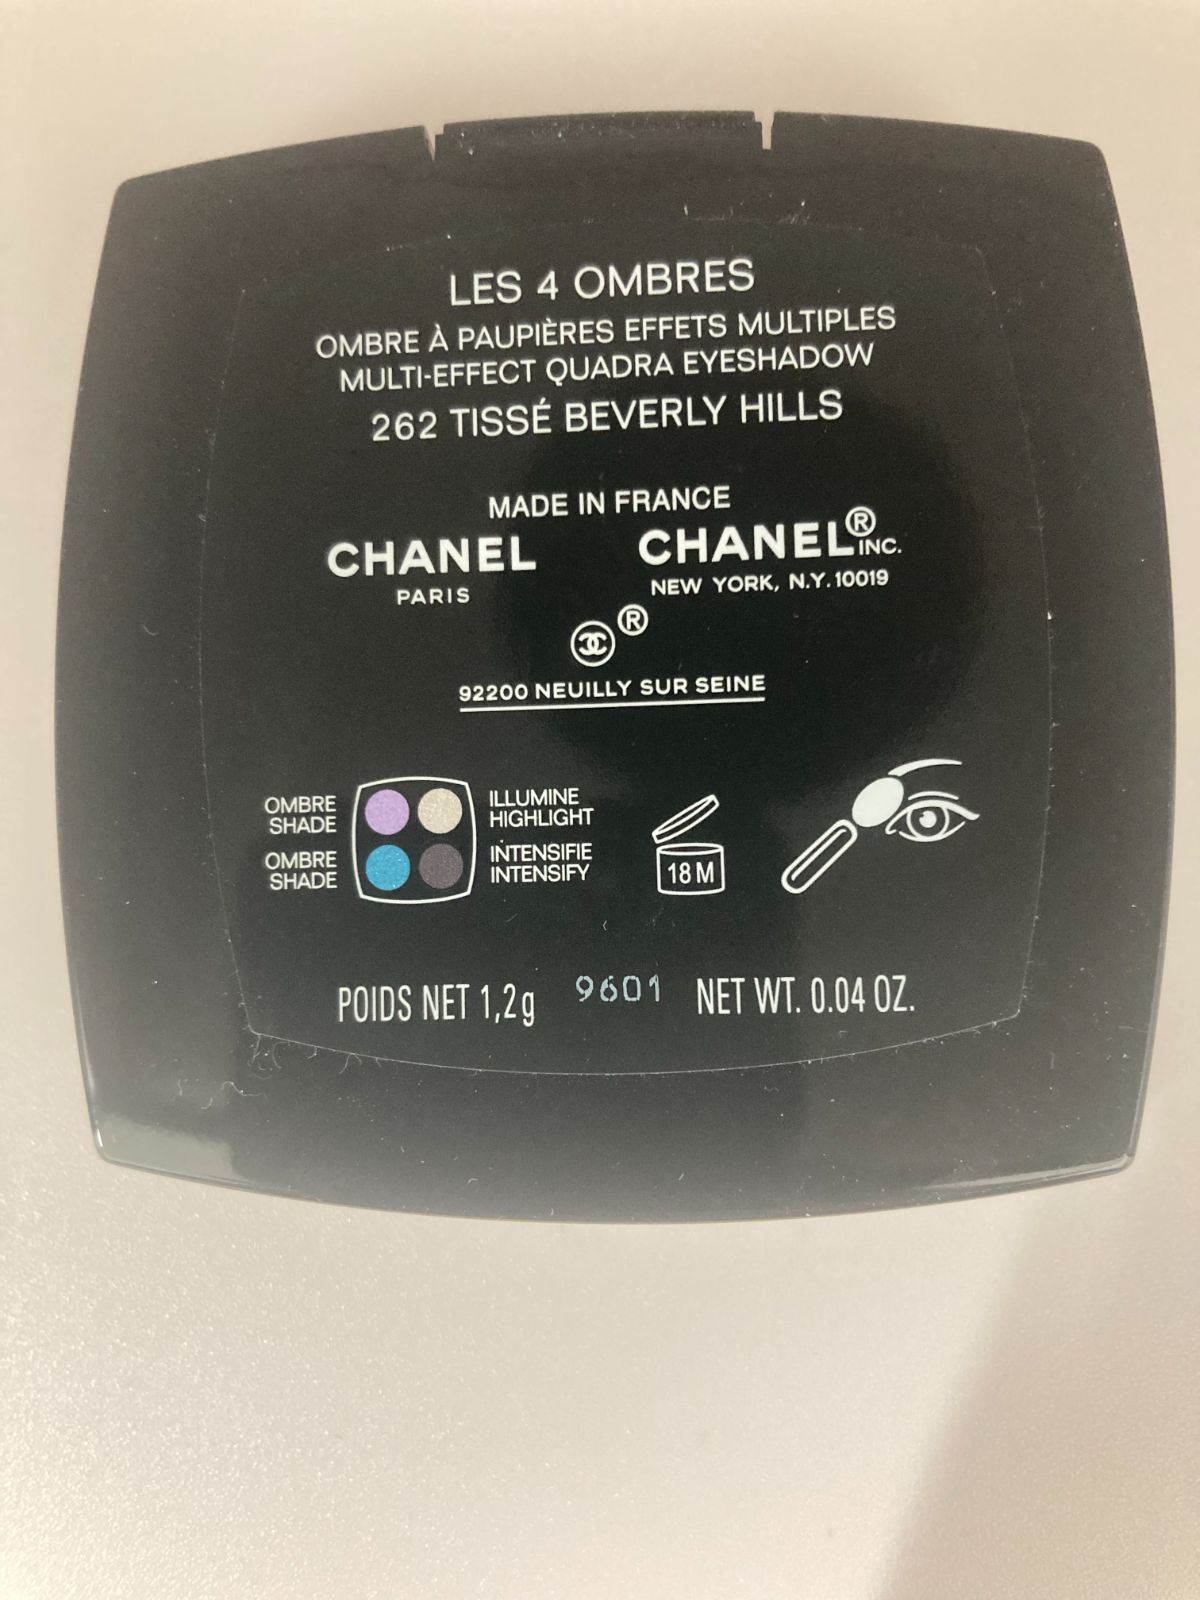 LES 4 OMBRES
OMBRE À PAUPIÈRES EFFETS MULTIPLES
MULTI-EFFECT QUADRA EYESHADOW
262 TISSÉ BEVERLY HILLS
MADE IN FRANCE
CHANEL
PARIS
CHANEL® INC.
NEW YORK, N.Y. 10019
®
92200 NEUILLY SUR SEINE
OMBRE
SHADE
ILLUMINE
HIGHLIGHT
OMBRE
SHADE
INTENSIFIE
INTENSIFY
18 M
POIDS NET 1,2g 9601 NET WT. 0.04 OZ.